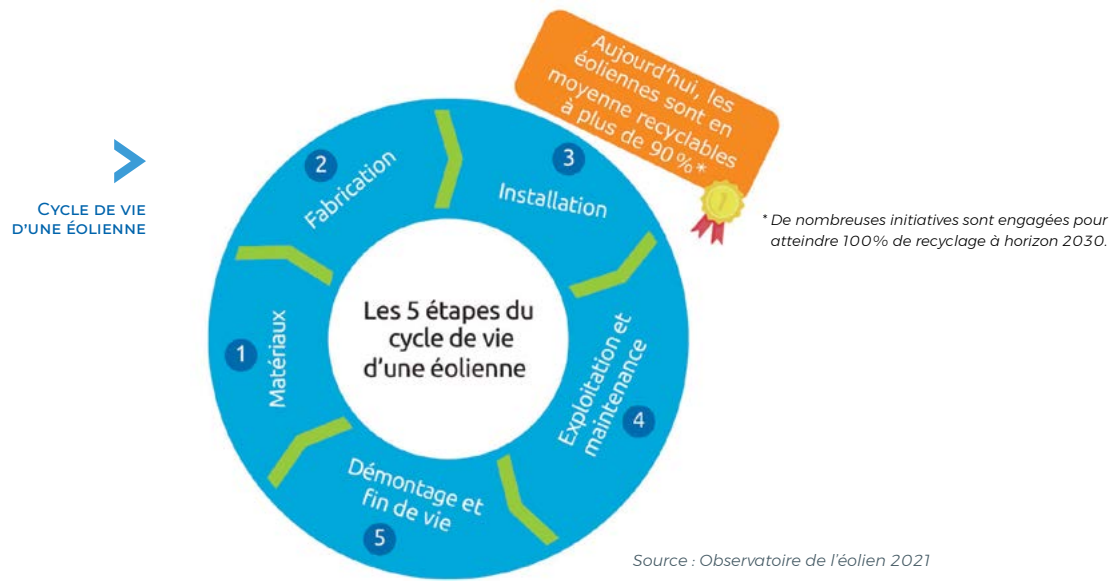 CYCLE DE VIE
D'UNE ÉOLIENNE
Aujourd'hui, les
éoliennes sont en
moyenne recyclables
à plus de 90%*
* De nombreuses initiatives sont engagées pour
atteindre 100% de recyclage à horizon 2030.
Les 5 étapes du
cycle de vie
d'une éolienne
1
Matériaux
2
Fabrication
3
Installation
4
Exploitation et
maintenance
5
Démontage et
fin de vie
Source : Observatoire de l'éolien 2021